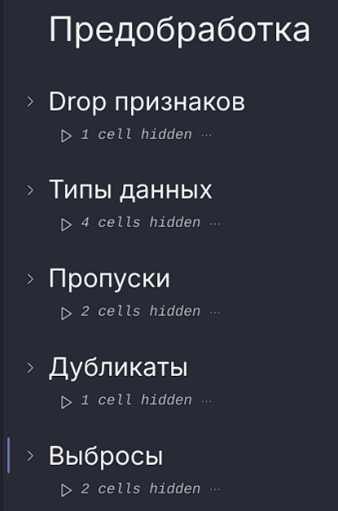 Предобработка
Drop признаков
1 cell hidden ···
Типы данных
4 cells hidden ···
Пропуски
2 cells hidden ···
Дубликаты
1 cell hidden ···
Выбросы
2 cells hidden ···